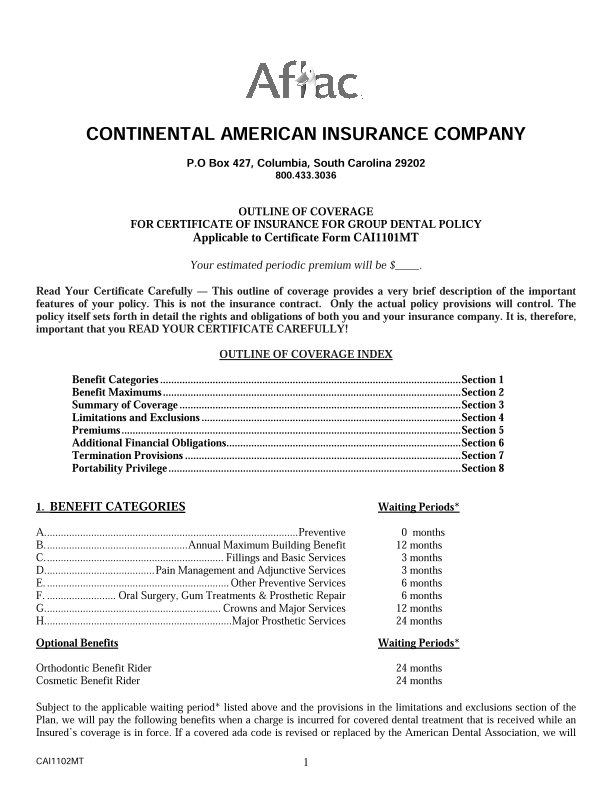 Aflac
CONTINENTAL AMERICAN INSURANCE COMPANY
P.O Box 427, Columbia, South Carolina 29202
800.433.3036
OUTLINE OF COVERAGE
FOR CERTIFICATE OF INSURANCE FOR GROUP DENTAL POLICY
Applicable to Certificate Form CAI1101MT
Your estimated periodic premium will be $____.
Read Your Certificate Carefully — This outline of coverage provides a very brief description of the important
features of your policy. This is not the insurance contract. Only the actual policy provisions will control. The
policy itself sets forth in detail the rights and obligations of both you and your insurance company. It is, therefore,
important that you READ YOUR CERTIFICATE CAREFULLY!
OUTLINE OF COVERAGE INDEX
Benefit Categories....................Section 1
Benefit Maximums....................Section 2
Summary of Coverage....................Section 3
Limitations and Exclusions....................Section 4
Premiums....................Section 5
Additional Financial Obligations....................Section 6
Termination Provisions....................Section 7
Portability Privilege....................Section 8
1. BENEFIT CATEGORIES Waiting Periods*
A....................Preventive 0 months
B....................Annual Maximum Building Benefit 12 months
C....................Fillings and Basic Services 3 months
D....................Pain Management and Adjunctive Services 3 months
E....................Other Preventive Services 6 months
F....................Oral Surgery, Gum Treatments & Prosthetic Repair 6 months
G....................Crowns and Major Services 12 months
H....................Major Prosthetic Services 24 months
Optional Benefits Waiting Periods*
Orthodontic Benefit Rider 24 months
Cosmetic Benefit Rider 24 months
Subject to the applicable waiting period* listed above and the provisions in the limitations and exclusions section of the
Plan, we will pay the following benefits when a charge is incurred for covered dental treatment that is received while an
Insured's coverage is in force. If a covered ada code is revised or replaced by the American Dental Association, we will
CAI1102MT 1